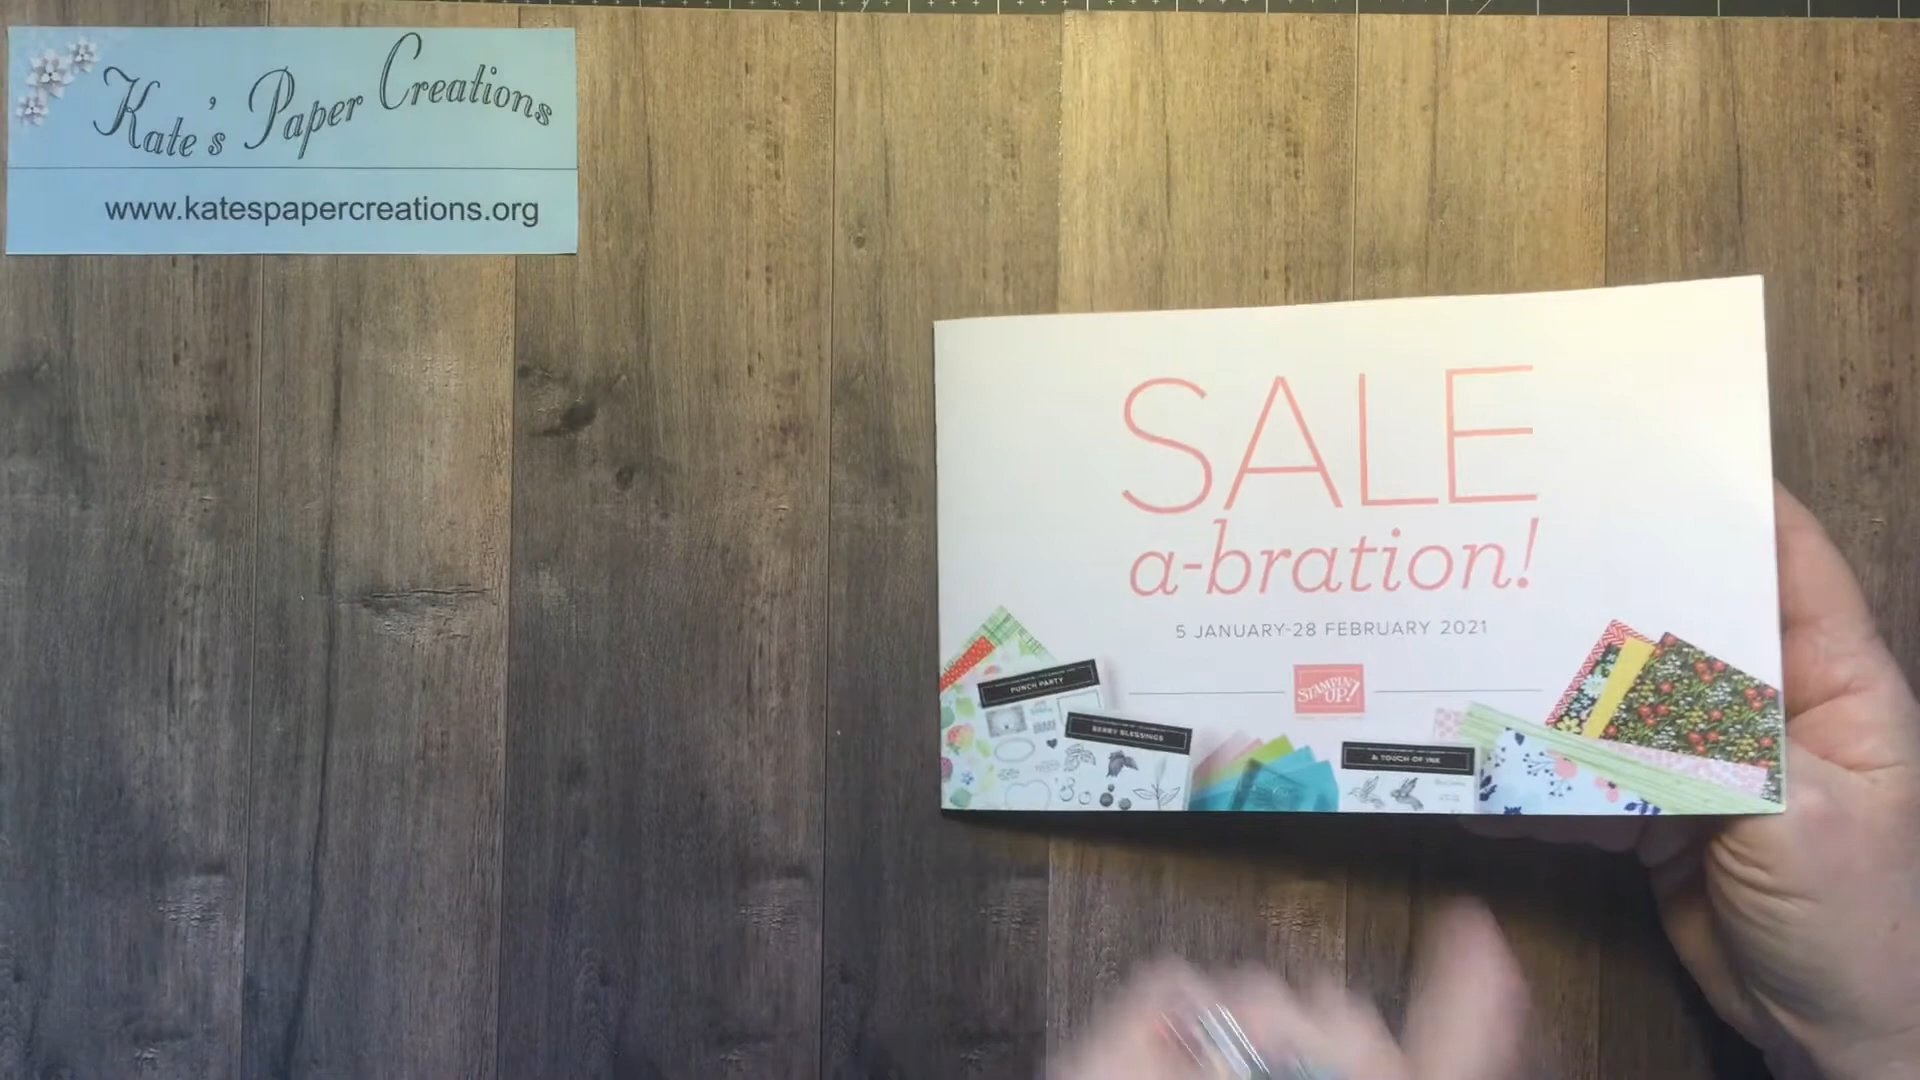 Kate's Paper Creations
www.katespapercreations.org
SALE
a-bration!
5 JANUARY-28 FEBRUARY 2021
STAMPIN' UP!
PUNCH PARTY
BERRY BLESSINGS
A TOUCH OF INK